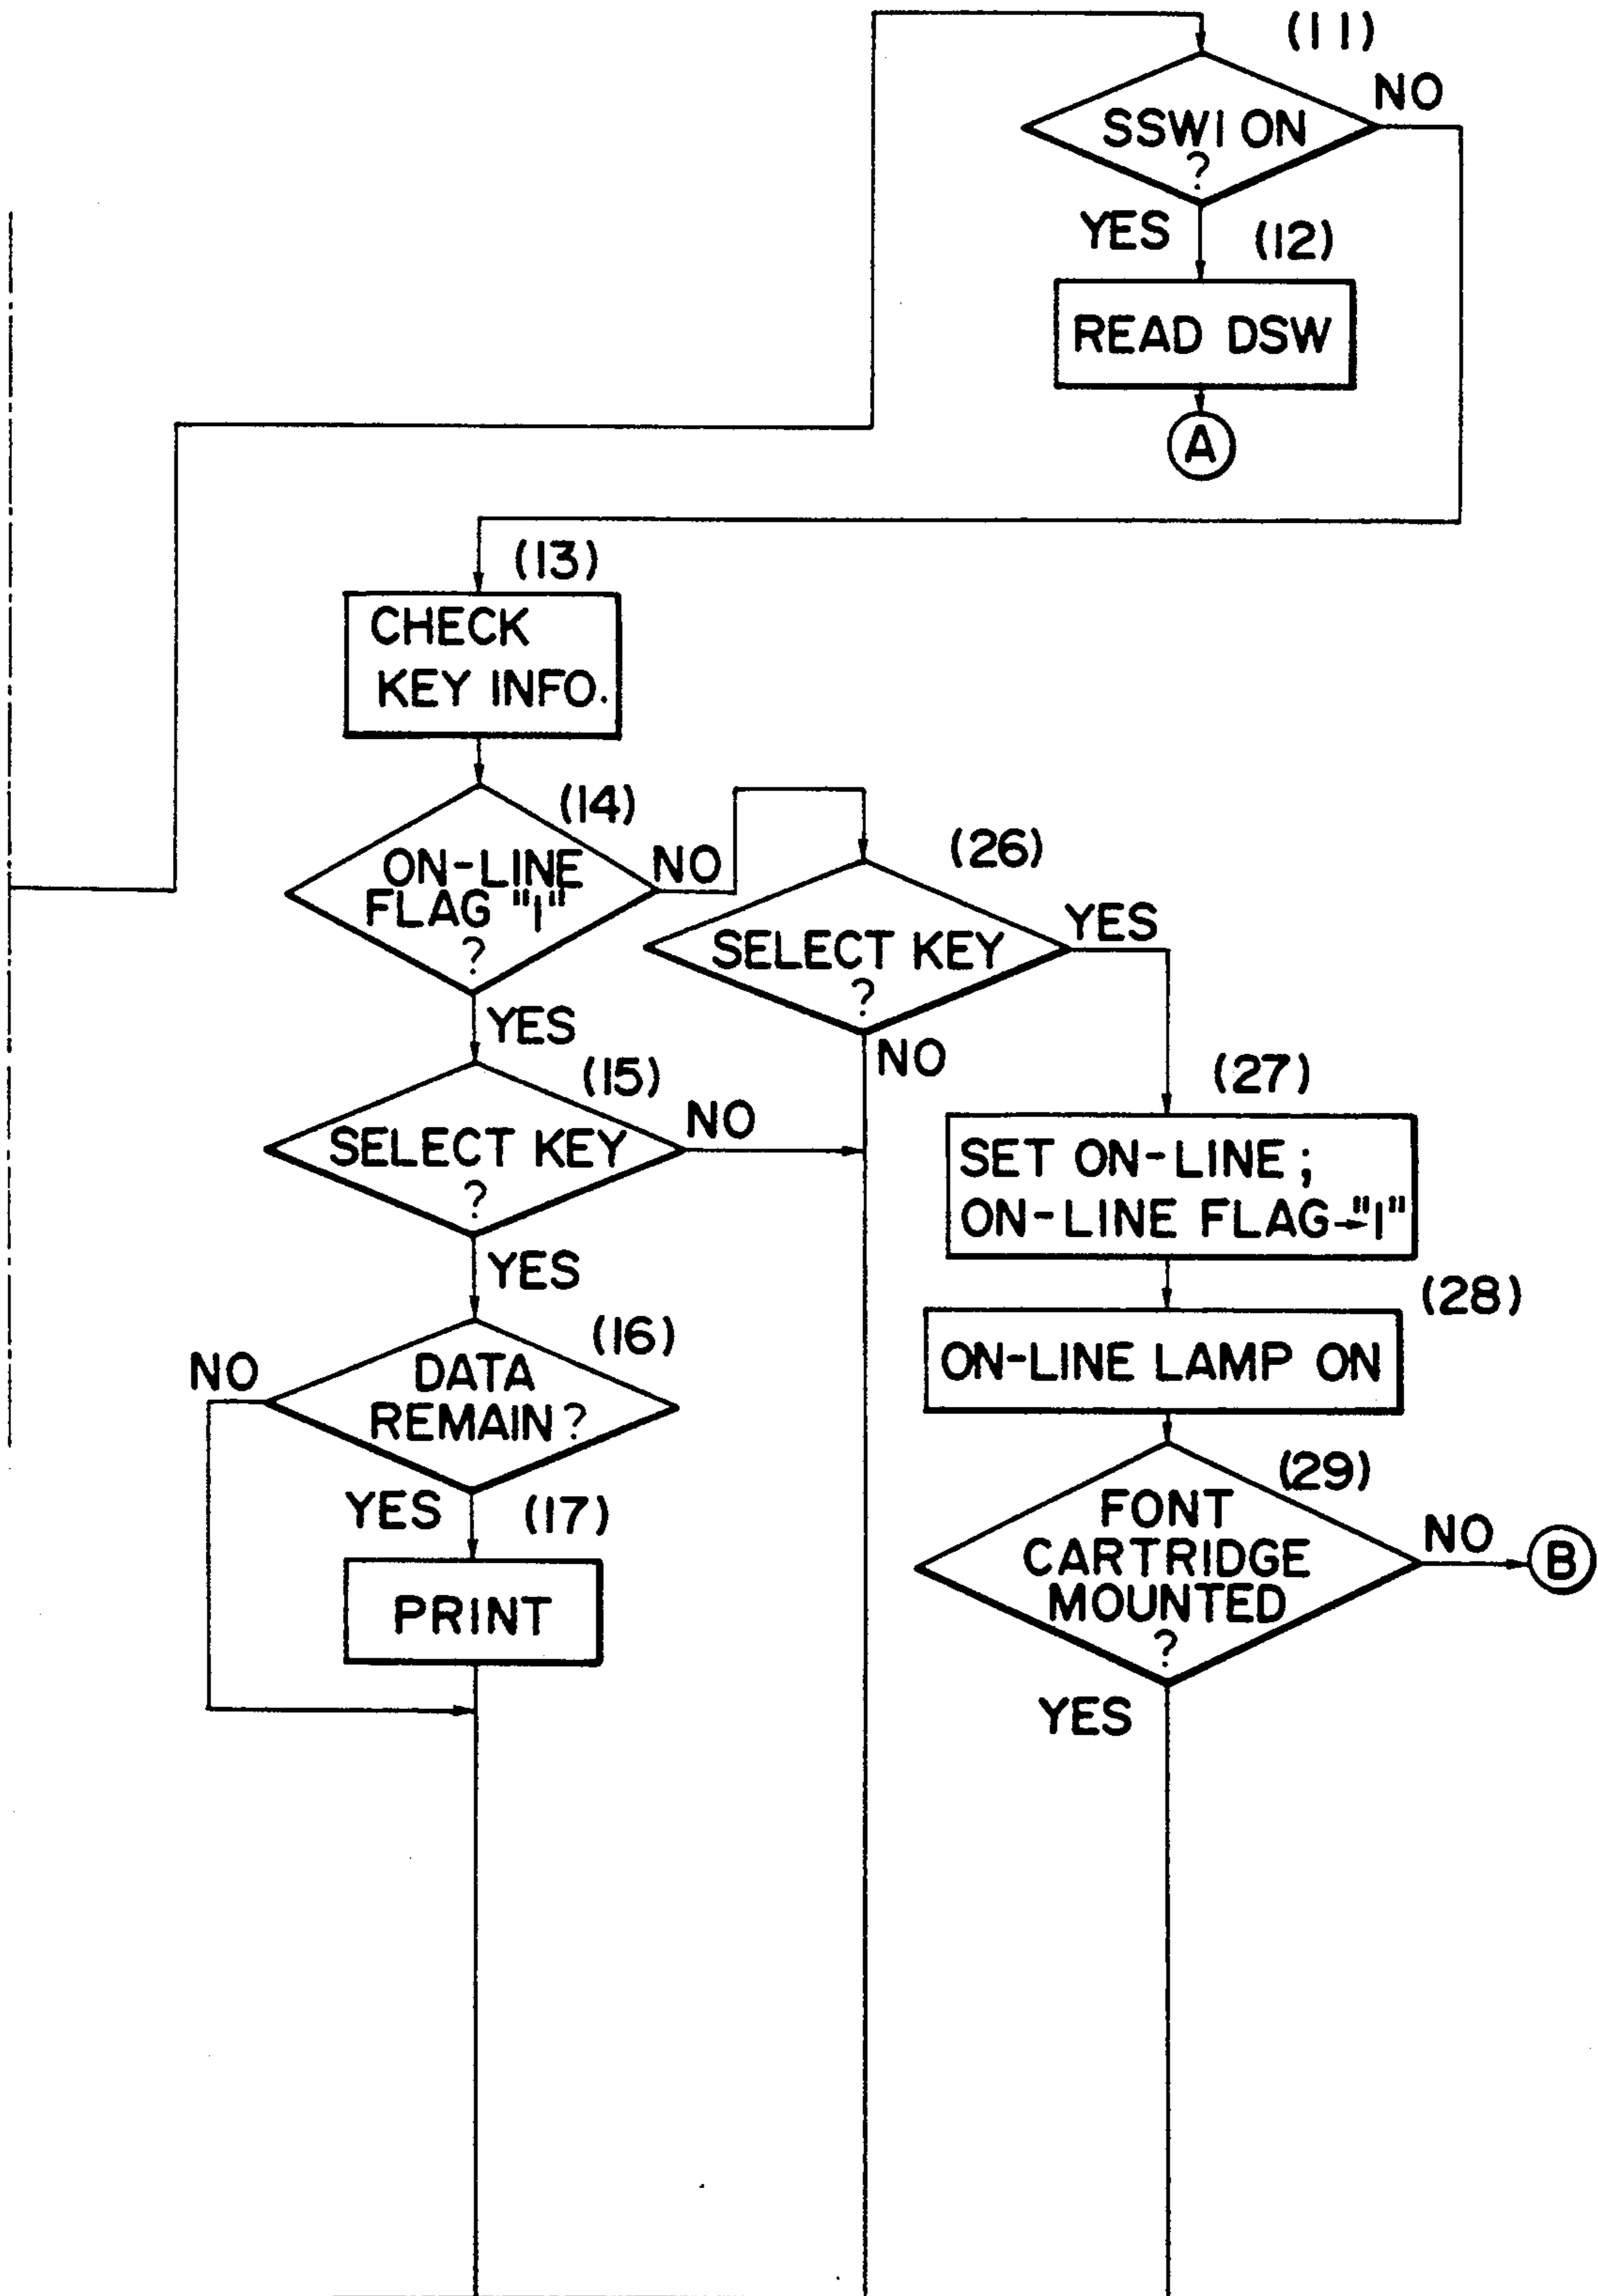 (11)
NO
SSW1 ON
?
YES
(12)
READ DSW
A
(13)
CHECK
KEY INFO.
(14)
ON-LINE
FLAG "1"
?
NO
YES
(26)
SELECT KEY
?
YES
NO
(15)
SELECT KEY
?
NO
YES
(27)
SET ON-LINE;
ON-LINE FLAG→"1"
(28)
ON-LINE LAMP ON
(16)
DATA
REMAIN?
NO
YES
(17)
PRINT
(29)
FONT
CARTRIDGE
MOUNTED
?
NO
B
YES